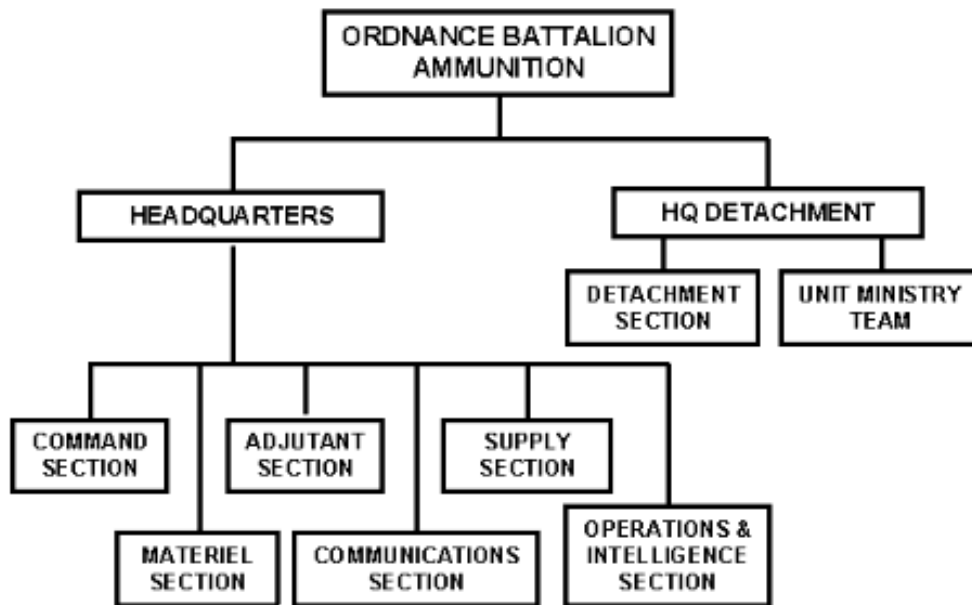 ORDNANCE BATTALION
AMMUNITION
HEADQUARTERS
HQ DETACHMENT
DETACHMENT
SECTION
UNIT MINISTRY
TEAM
COMMAND
SECTION
ADJUTANT
SECTION
SUPPLY
SECTION
MATERIEL
SECTION
COMMUNICATIONS
SECTION
OPERATIONS &
INTELLIGENCE
SECTION